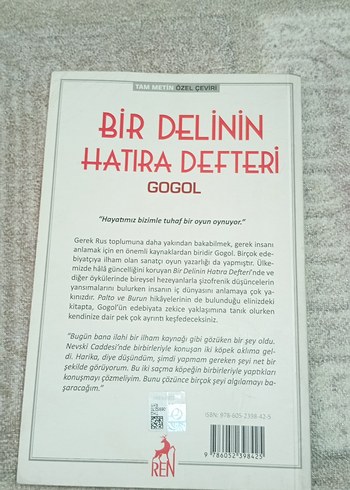 TAM METİN ÖZEL ÇEVİRİ
BİR DELİNİN
HATIRA DEFTERİ
GOGOL
"Hayatımız bizimle tuhaf bir oyun oynuyor."
Gerek Rus toplumuna daha yakından bakabilmek, gerek insanı
anlamak için en önemli kaynaklardan biridir Gogol. Birçok ede-
biyatçıya ilham olan sanatçı oyun yazarlığı da yapmıştır. Ülke-
mizde hâlâ güncelliğini koruyan Bir Delinin Hatıra Defteri'nde ve
diğer öykülerinde bireysel hezeyanlarla şizofrenik düşüncelerin
yansımalarını bulurken insanın iç dünyasını anlamaya çok ya-
kınızdır. Palto ve Burun hikâyelerinin de bulunduğu elinizdeki
kitapta, Gogol'ün edebiyata zekice yaklaşımına tanık olurken
kendinize dair pek çok ayrıntı keşfedeceksiniz.
"Bugün bana ilahi bir ilham kaynağı gibi gözüken bir şey oldu.
Nevski Caddesi'nde birbirleriyle konuşan iki köpek aklıma gel-
di. Harika, diye düşündüm, şimdi yapmam gereken şeyi net bir
şekilde görüyorum. Bu iki saçma köpeğin birbirleriyle yaptıkları
konuşmayı çözmeliyim. Bunu çözünce birçok şeyi algılamayı ba-
şaracağım."
ISBN: 978-605-2398-42-5
9 786052 398425
REN